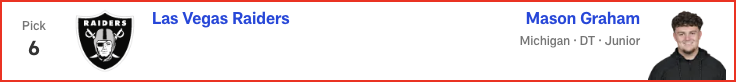 Pick
6
RAIDERS
Las Vegas Raiders
Mason Graham
Michigan · DT · Junior